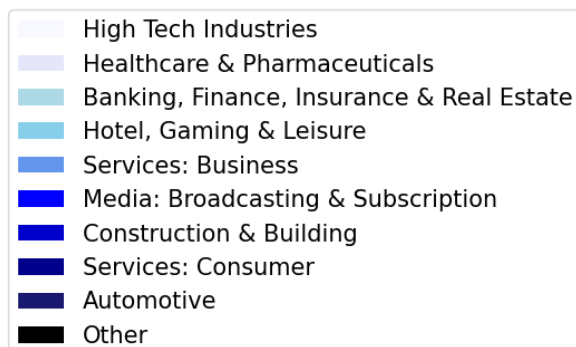 High Tech Industries
Healthcare & Pharmaceuticals
Banking, Finance, Insurance & Real Estate
Hotel, Gaming & Leisure
Services: Business
Media: Broadcasting & Subscription
Construction & Building
Services: Consumer
Automotive
Other